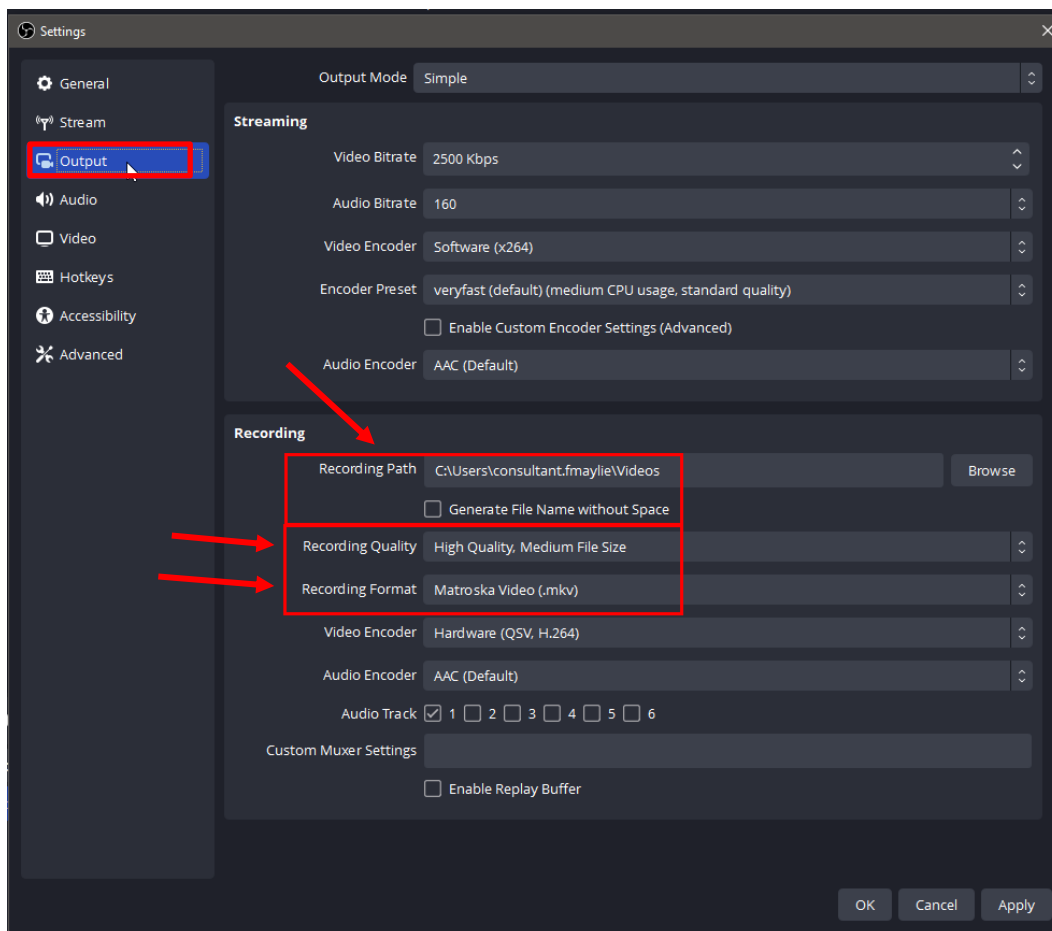 Settings
General
Stream
Output
Audio
Video
Hotkeys
Accessibility
Advanced
Output Mode Simple
Streaming
Video Bitrate 2500 Kbps
Audio Bitrate 160
Video Encoder Software (x264)
Encoder Preset veryfast (default) (medium CPU usage, standard quality)
Enable Custom Encoder Settings (Advanced)
Audio Encoder AAC (Default)
Recording
Recording Path C:\Users\consultant.fmaylie\Videos Browse
Generate File Name without Space
Recording Quality High Quality, Medium File Size
Recording Format Matroska Video (.mkv)
Video Encoder Hardware (QSV, H.264)
Audio Encoder AAC (Default)
Audio Track 1 2 3 4 5 6
Custom Muxer Settings
Enable Replay Buffer
OK Cancel Apply